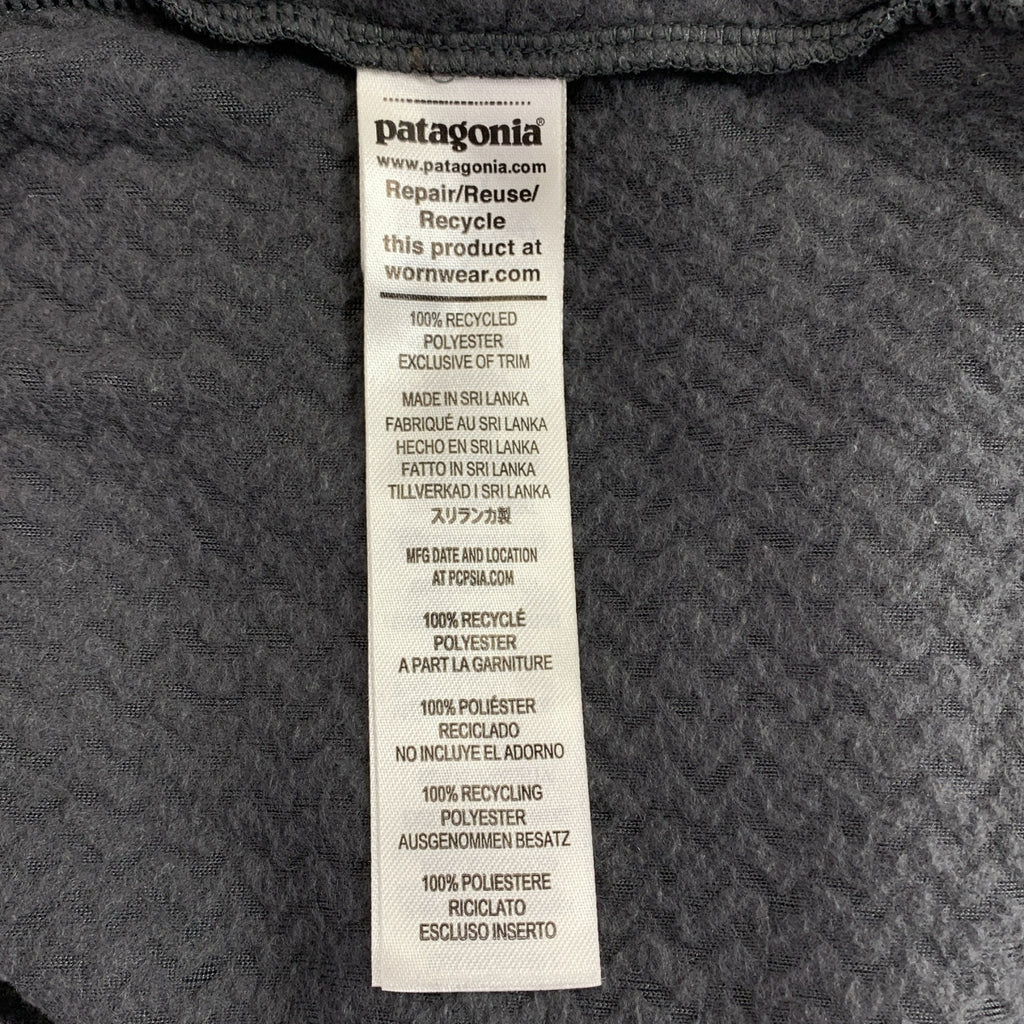 patagonia®
www.patagonia.com
Repair/Reuse/
Recycle
this product at
wornwear.com
100% RECYCLED
POLYESTER
EXCLUSIVE OF TRIM
MADE IN SRI LANKA
FABRIQUÉ AU SRI LANKA
HECHO EN SRI LANKA
FATTO IN SRI LANKA
TILLVERKAD I SRI LANKA
スリランカ製
MFG DATE AND LOCATION
AT PCPSIA.COM
100% RECYCLÉ
POLYESTER
A PART LA GARNITURE
100% POLIÉSTER
RECICLADO
NO INCLUYE EL ADORNO
100% RECYCLING
POLYESTER
AUSGENOMMEN BESATZ
100% POLIESTERE
RICICLATO
ESCLUSO INSERTO